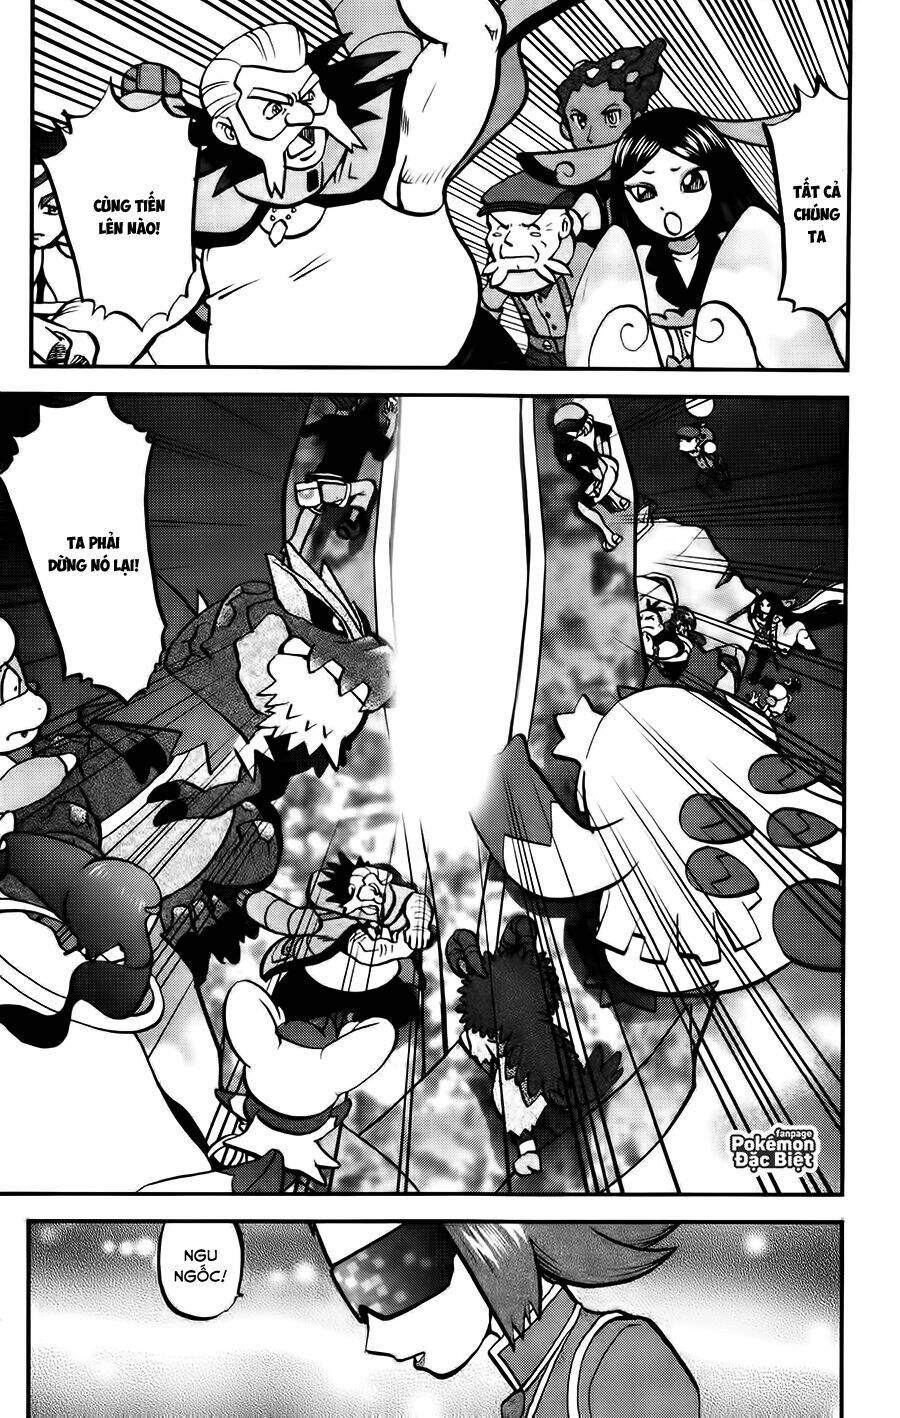 TẤT CẢ
CHÚNG
TA
CÙNG TIẾN
LÊN NÀO!
TA PHẢI
DỪNG NÓ LẠI!
fanpage
Pokémon
Đặc Biệt
NGU
NGỐC!